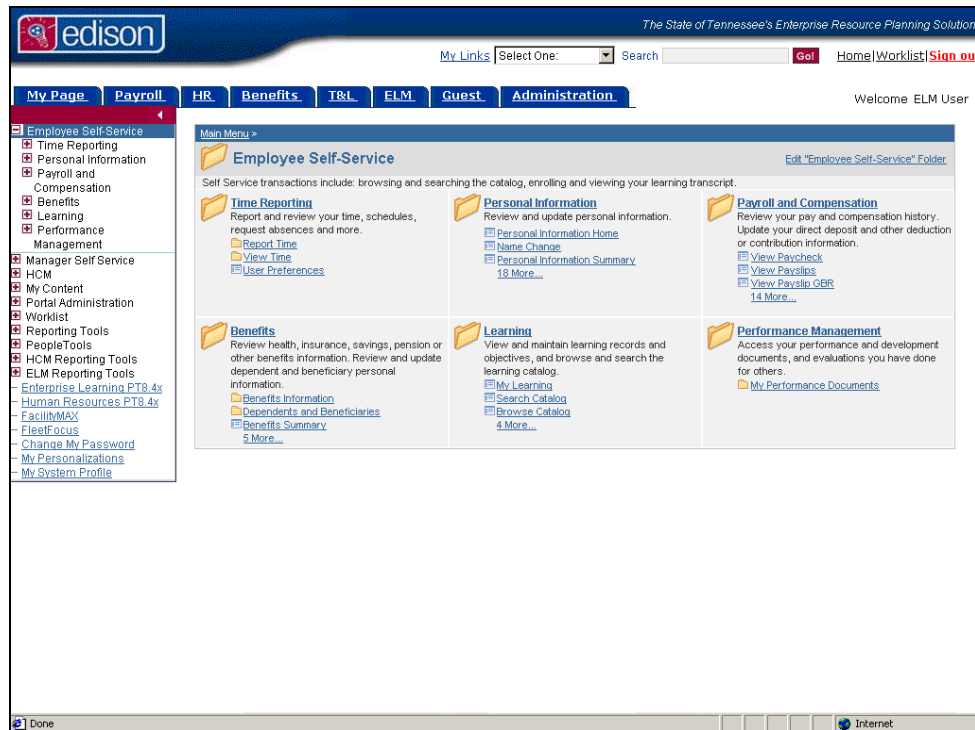 edison
The State of Tennessee's Enterprise Resource Planning Solution
My Links Select One: Search Go! Home|Worklist|Sign ou
My Page Payroll HR Benefits T&L ELM Guest Administration
Welcome ELM User
Employee Self-Service
Time Reporting
Personal Information
Payroll and
Compensation
Benefits
Learning
Performance
Management
Manager Self Service
HCM
My Content
Portal Administration
Worklist
Reporting Tools
PeopleTools
HCM Reporting Tools
ELM Reporting Tools
Enterprise Learning PT8.4x
Human Resources PT8.4x
FacilityMAX
FleetFocus
Change My Password
My Personalizations
My System Profile
Main Menu >
Employee Self-Service
Edit "Employee Self-Service" Folder
Self Service transactions include: browsing and searching the catalog, enrolling and viewing your learning transcript.
Time Reporting
Report and review your time, schedules,
request absences and more.
Report Time
View Time
User Preferences
Personal Information
Review and update personal information.
Personal Information Home
Name Change
Personal Information Summary
18 More...
Payroll and Compensation
Review your pay and compensation history.
Update your direct deposit and other deduction
or contribution information.
View Paycheck
View Payslips
View Payslip GBR
14 More...
Benefits
Review health, insurance, savings, pension or
other benefits information. Review and update
dependent and beneficiary personal
information.
Benefits Information
Dependents and Beneficiaries
Benefits Summary
5 More...
Learning
View and maintain learning records and
objectives, and browse and search the
learning catalog.
My Learning
Search Catalog
Browse Catalog
4 More...
Performance Management
Access your performance and development
documents, and evaluations you have done
for others.
My Performance Documents
Done
Internet